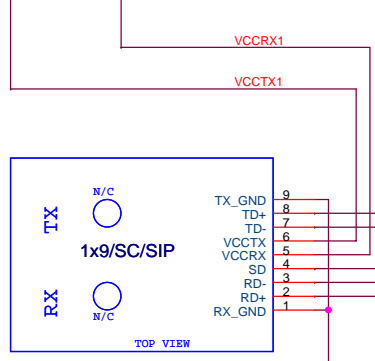 VCCRX1
VCCTX1
N/C
TX
1x9/SC/SIP
RX
N/C
TOP VIEW
TX_GND 9
TD+ 8
TD- 7
VCCTX 6
VCCRX 5
SD 4
RD- 3
RD+ 2
RX_GND 1